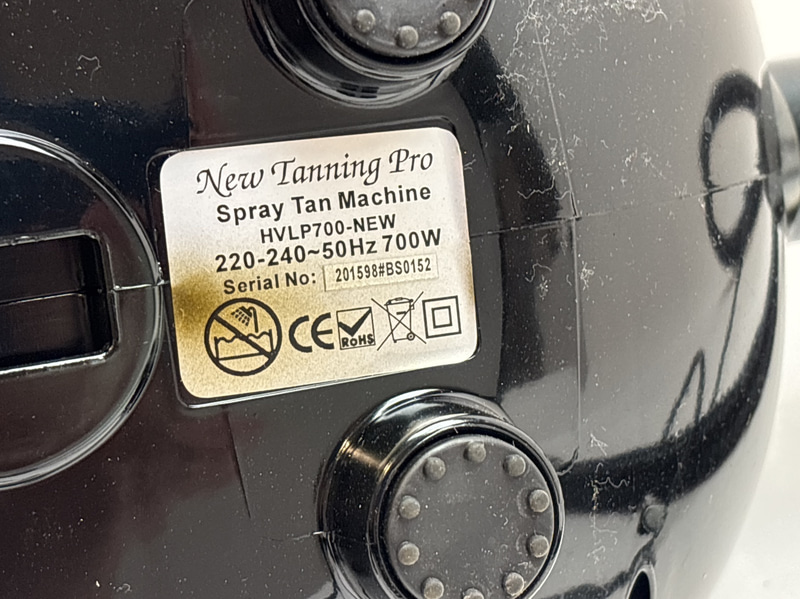 New Tanning Pro
Spray Tan Machine
HVLP700-NEW
220-240~50Hz 700W
Serial No: 201598#BS0152
CE RoHS